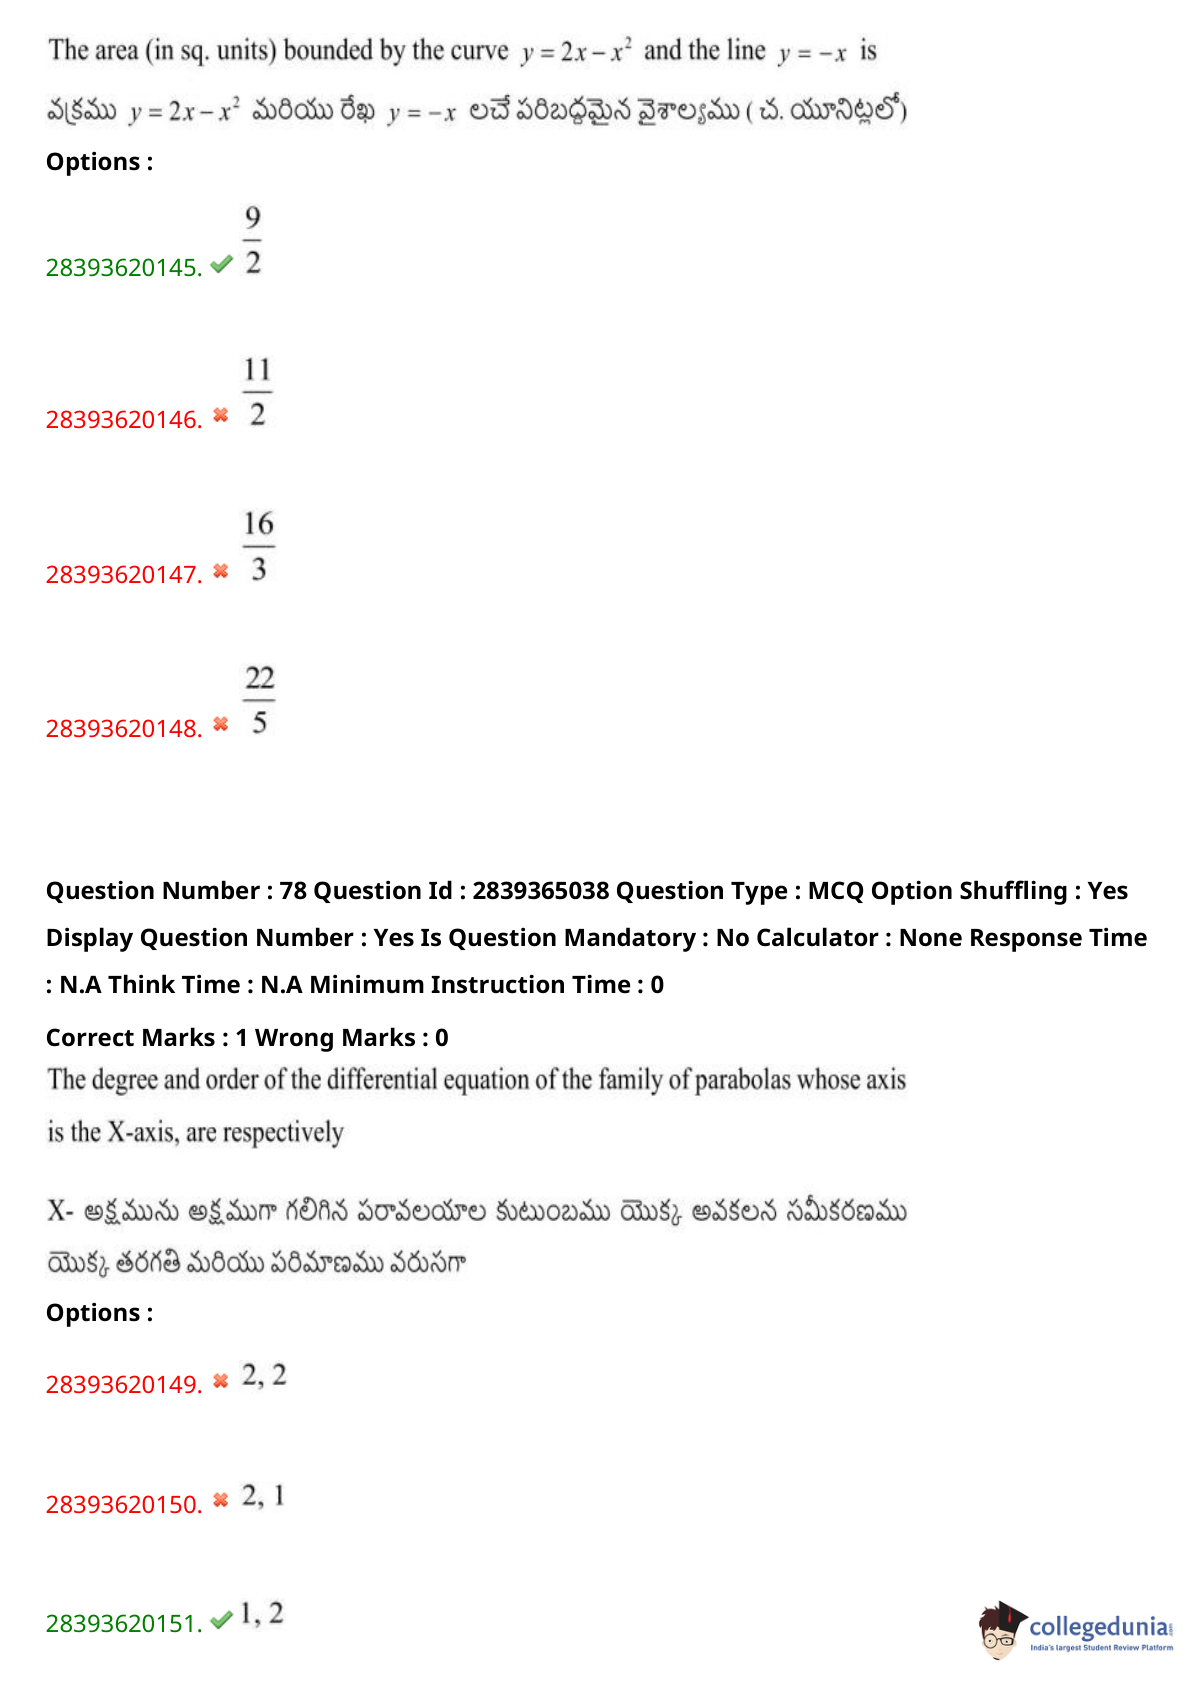 The area (in sq. units) bounded by the curve y = 2x – x² and the line y = –x is
వక్రము y = 2x – x² మరియు రేఖ y = –x లచే పరిబద్ధమైన వైశాల్యము ( చ. యూనిట్లలో)
Options :
28393620145. 9/2
28393620146. 11/2
28393620147. 16/3
28393620148. 22/5
Question Number : 78 Question Id : 2839365038 Question Type : MCQ Option Shuffling : Yes
Display Question Number : Yes Is Question Mandatory : No Calculator : None Response Time
: N.A Think Time : N.A Minimum Instruction Time : 0
Correct Marks : 1 Wrong Marks : 0
The degree and order of the differential equation of the family of parabolas whose axis
is the X-axis, are respectively
X- అక్షమును అక్షముగా గలిగిన పరావలయాల కుటుంబము యొక్క అవకలన సమీకరణము
యొక్క తరగతి మరియు పరిమాణము వరుసగా
Options :
28393620149. 2, 2
28393620150. 2, 1
28393620151. 1, 2
collegedunia
India's largest Student Review Platform